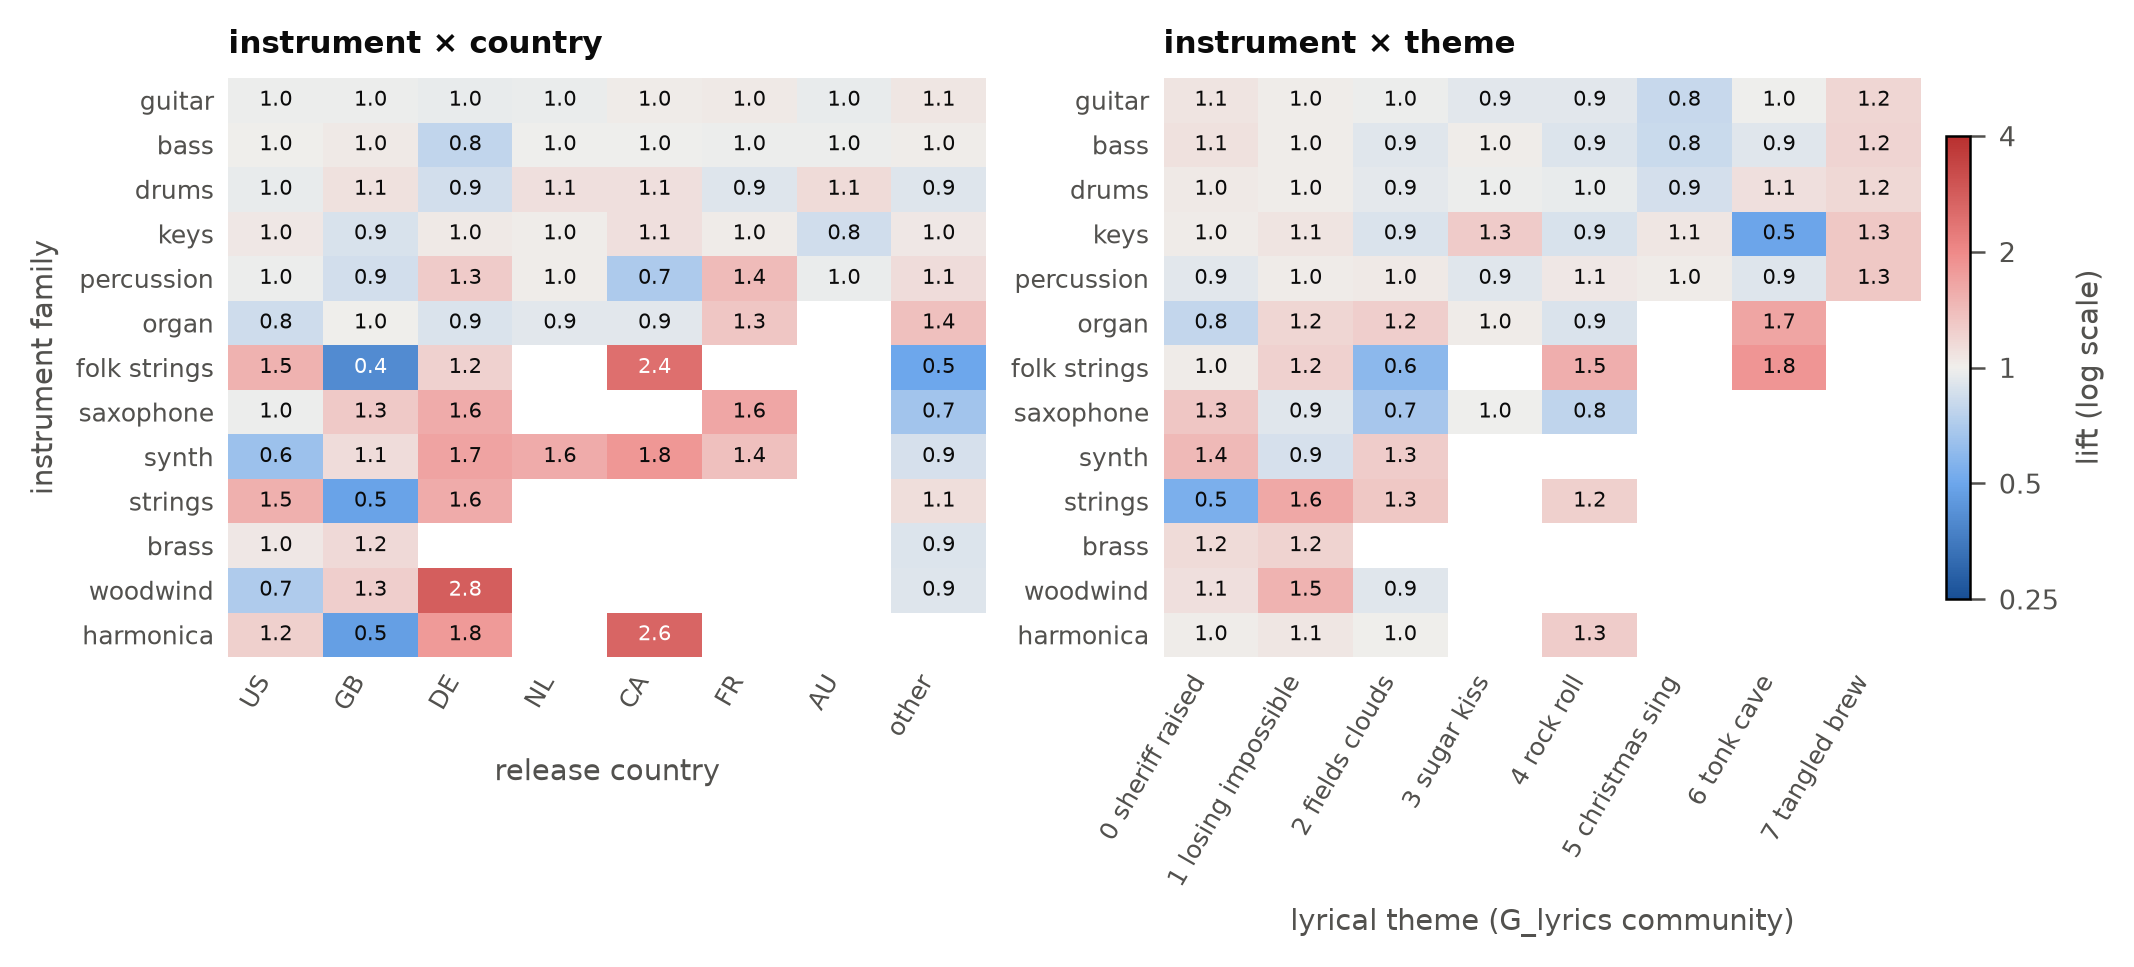 instrument × country
instrument family
guitar 1.0 1.0 1.0 1.0 1.0 1.0 1.0 1.1
bass 1.0 1.0 0.8 1.0 1.0 1.0 1.0 1.0
drums 1.0 1.1 0.9 1.1 1.1 0.9 1.1 0.9
keys 1.0 0.9 1.0 1.0 1.1 1.0 0.8 1.0
percussion 1.0 0.9 1.3 1.0 0.7 1.4 1.0 1.1
organ 0.8 1.0 0.9 0.9 0.9 1.3 1.4
folk strings 1.5 0.4 1.2 2.4 0.5
saxophone 1.0 1.3 1.6 1.6 0.7
synth 0.6 1.1 1.7 1.6 1.8 1.4 0.9
strings 1.5 0.5 1.6 1.1
brass 1.0 1.2 0.9
woodwind 0.7 1.3 2.8 0.9
harmonica 1.2 0.5 1.8 2.6
US GB DE NL CA FR AU other
release country
instrument × theme
guitar 1.1 1.0 1.0 0.9 0.9 0.8 1.0 1.2
bass 1.1 1.0 0.9 1.0 0.9 0.8 0.9 1.2
drums 1.0 1.0 0.9 1.0 1.0 0.9 1.1 1.2
keys 1.0 1.1 0.9 1.3 0.9 1.1 0.5 1.3
percussion 0.9 1.0 1.0 0.9 1.1 1.0 0.9 1.3
organ 0.8 1.2 1.2 1.0 0.9 1.7
folk strings 1.0 1.2 0.6 1.5 1.8
saxophone 1.3 0.9 0.7 1.0 0.8
synth 1.4 0.9 1.3
strings 0.5 1.6 1.3 1.2
brass 1.2 1.2
woodwind 1.1 1.5 0.9
harmonica 1.0 1.1 1.0 1.3
0 sheriff raised
1 losing impossible
2 fields clouds
3 sugar kiss
4 rock roll
5 christmas sing
6 tonk cave
7 tangled brew
lyrical theme (G_lyrics community)
4
2
1
0.5
0.25
lift (log scale)